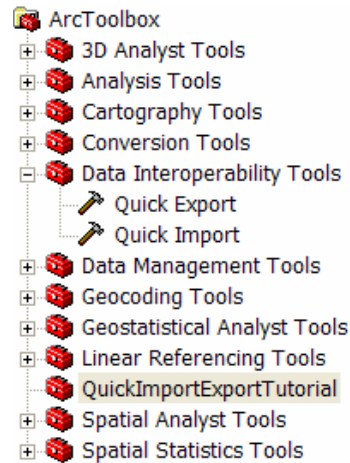 ArcToolbox
3D Analyst Tools
Analysis Tools
Cartography Tools
Conversion Tools
Data Interoperability Tools
Quick Export
Quick Import
Data Management Tools
Geocoding Tools
Geostatistical Analyst Tools
Linear Referencing Tools
QuickImportExportTutorial
Spatial Analyst Tools
Spatial Statistics Tools